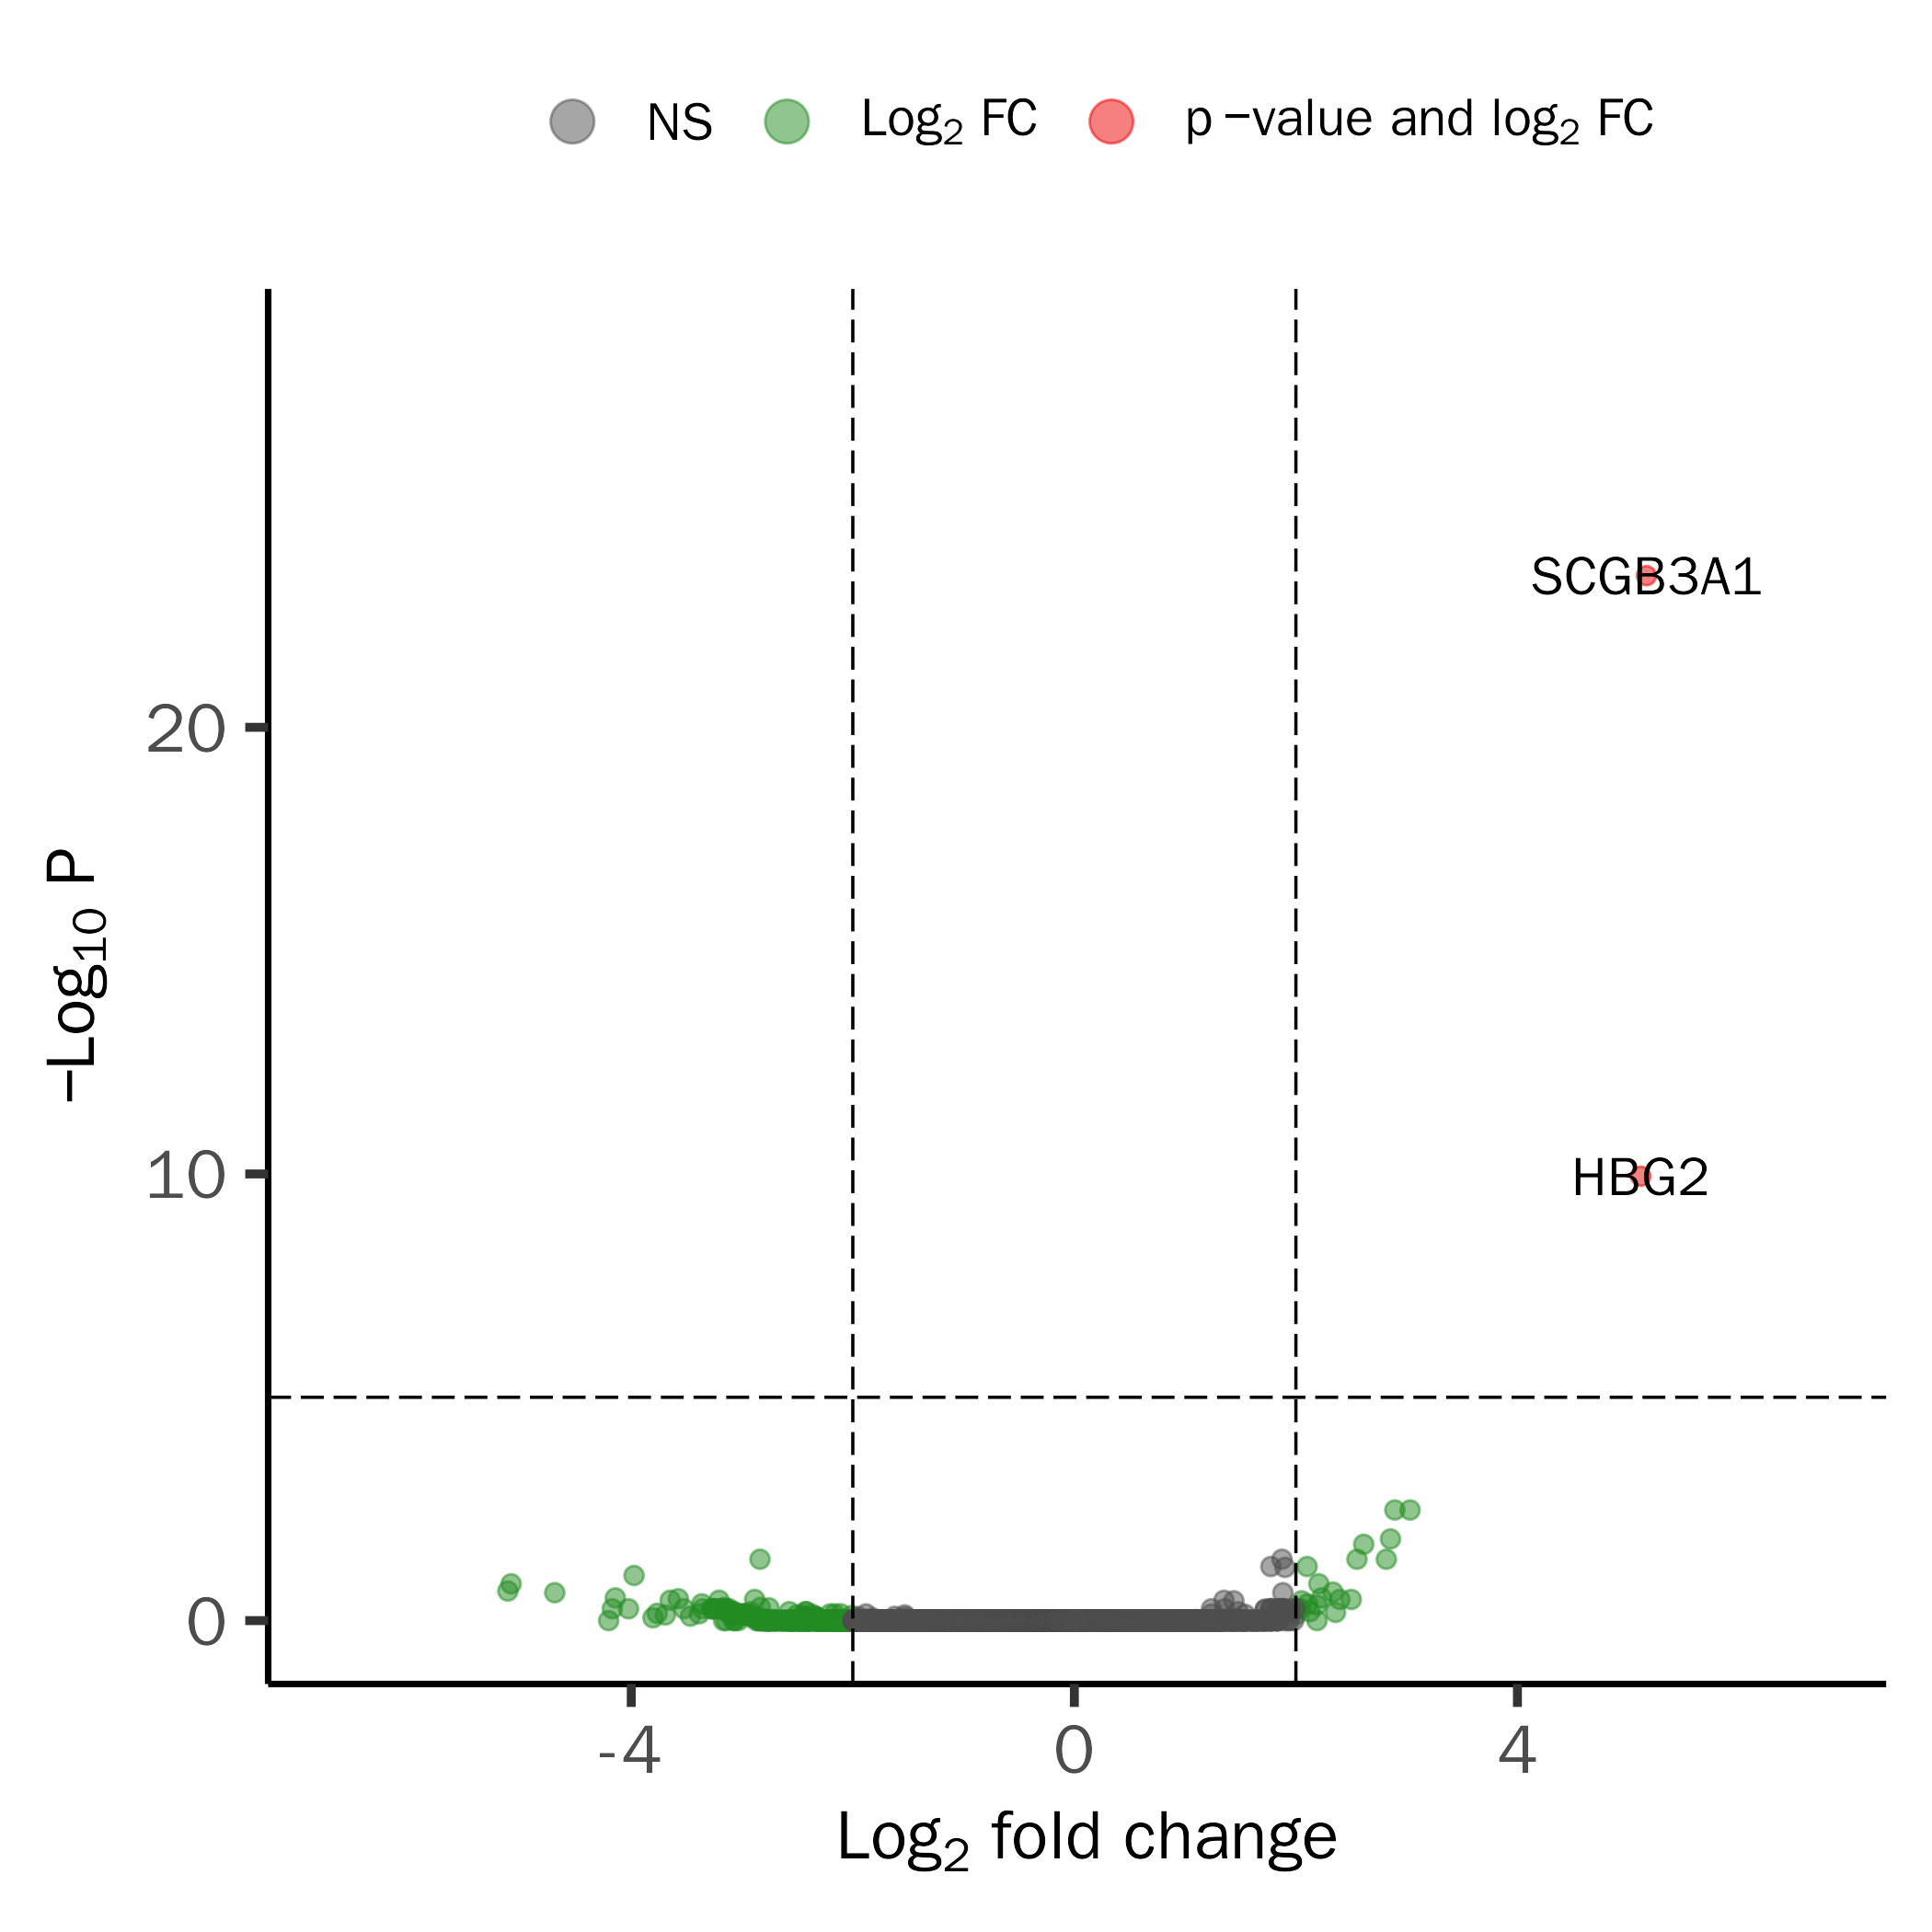 NS Log₂ FC p −value and log₂ FC
SCGB3A1
20
−Log₁₀ P
10
HBG2
0
-4 0 4
Log₂ fold change